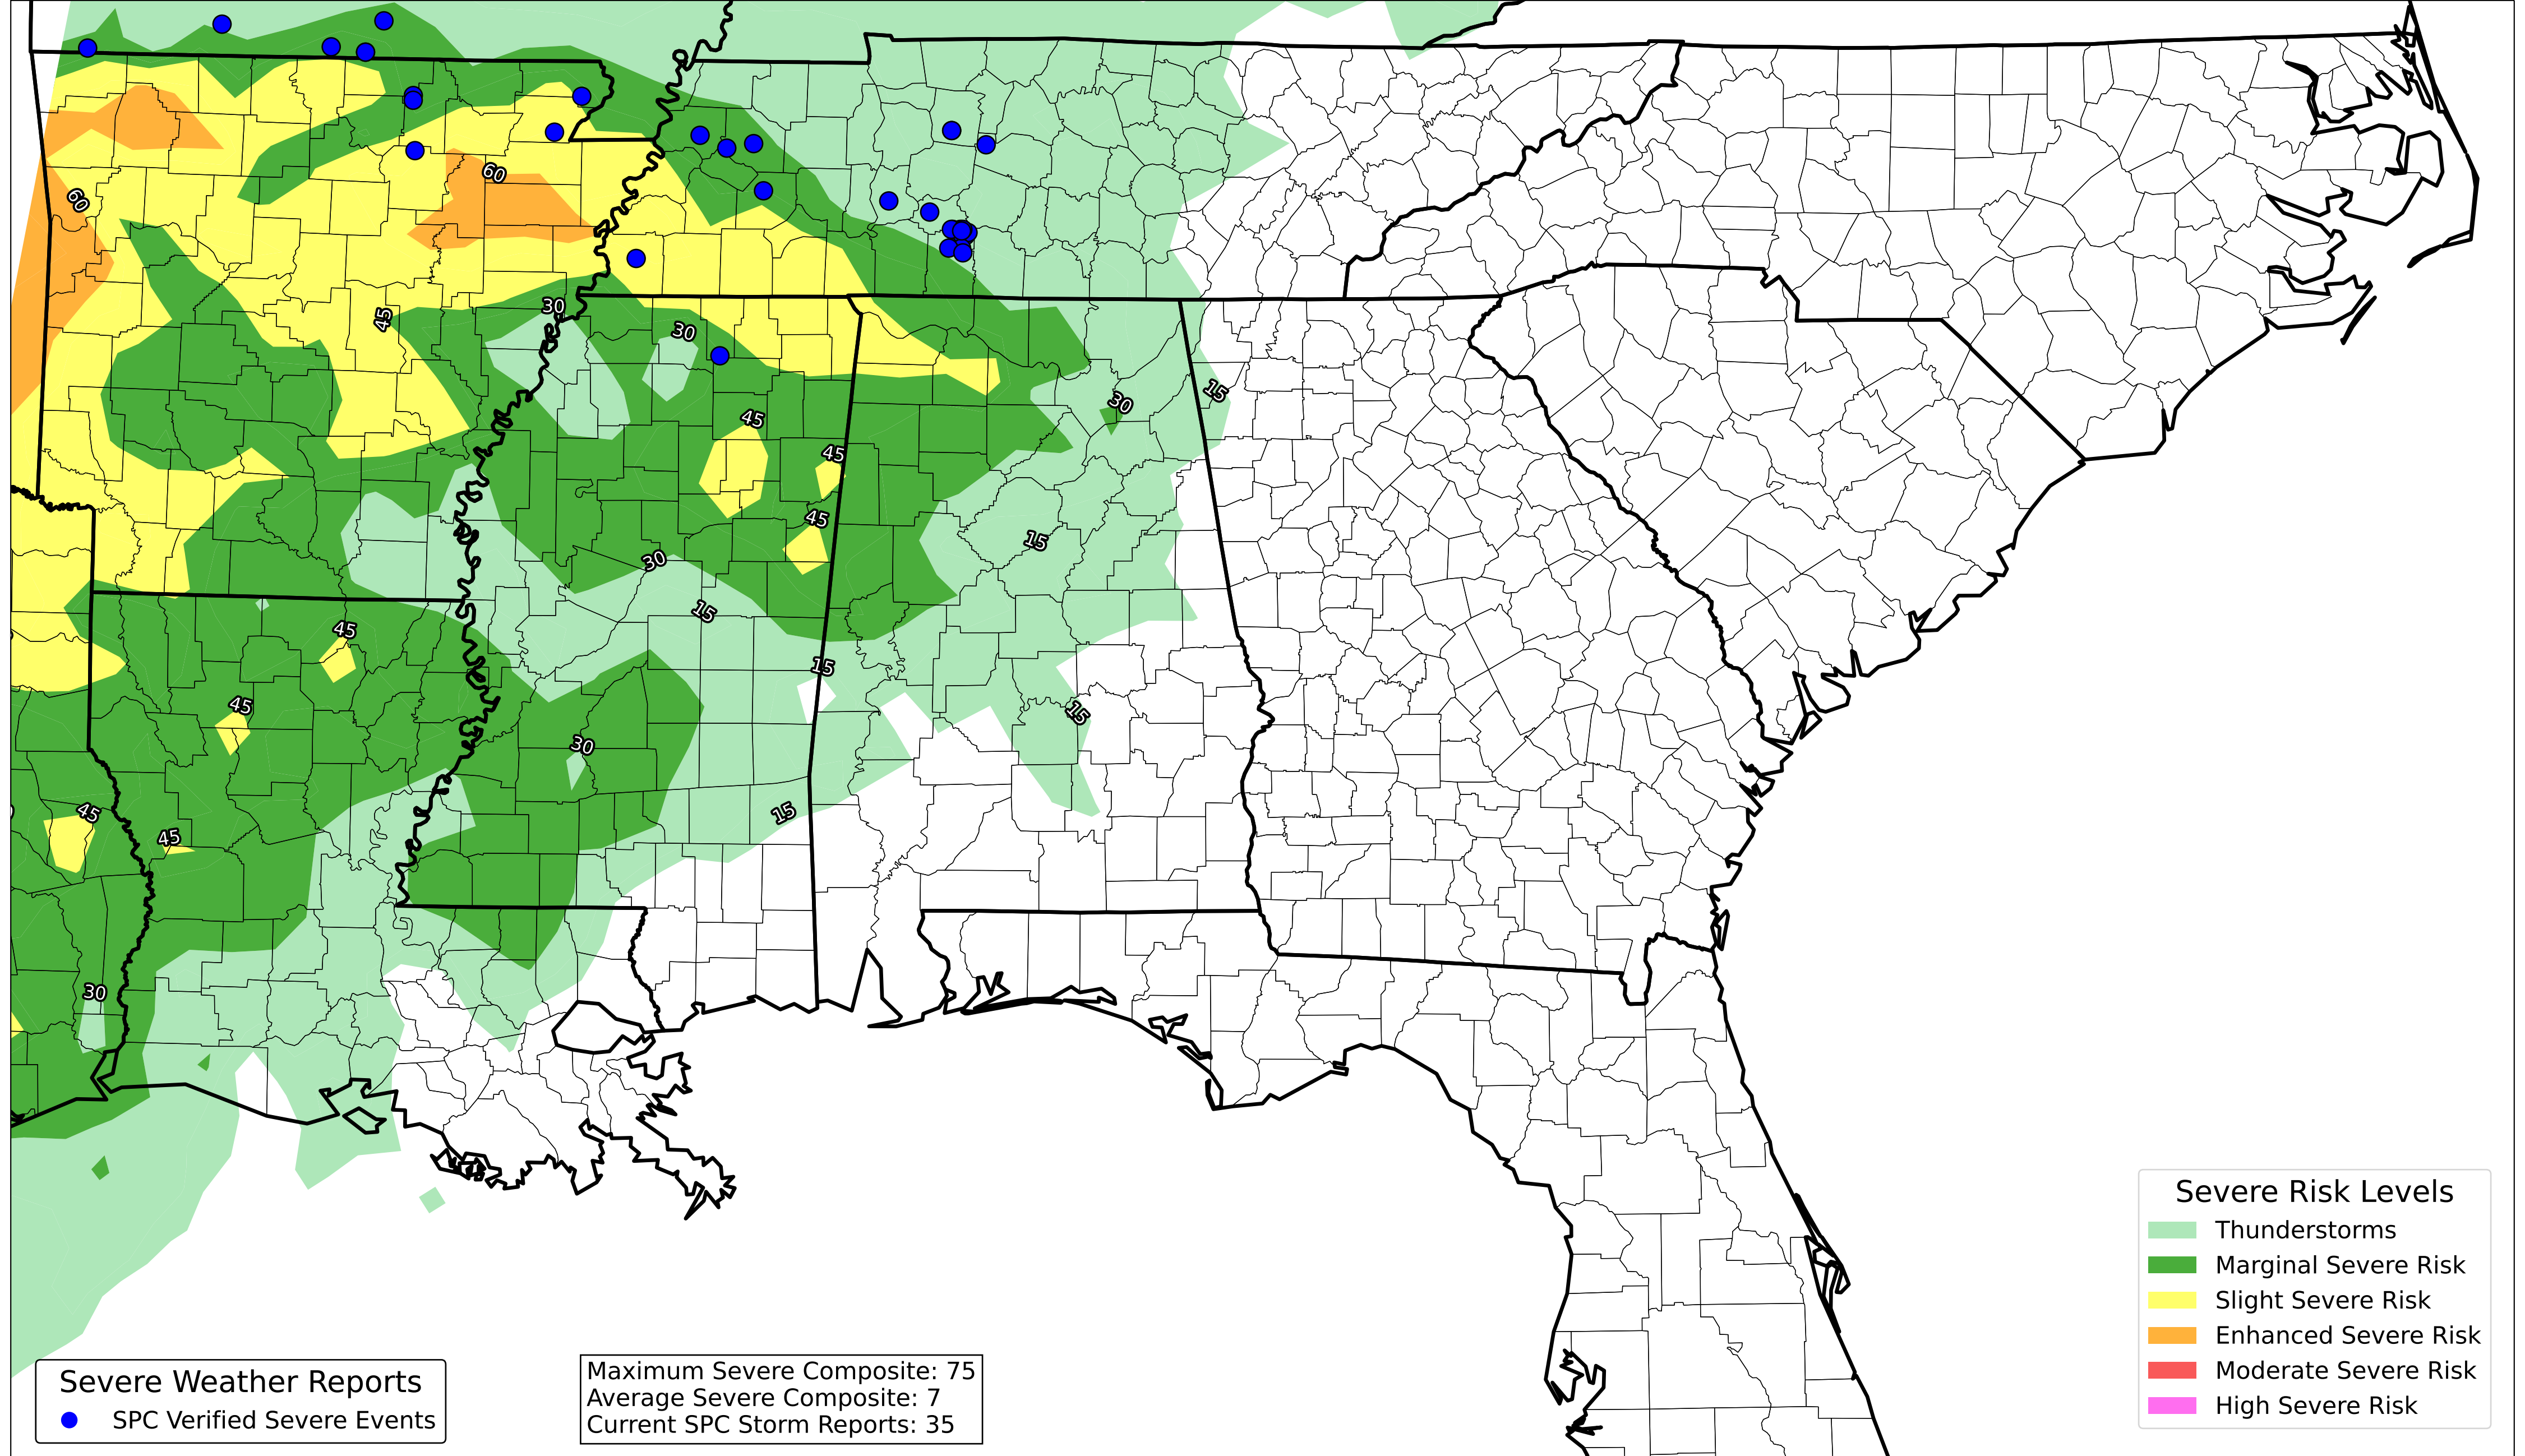 60
60
30
45
30
15
30
45
45
45
15
30
15
45
15
45
15
30
45
15
45
30
Severe Weather Reports
SPC Verified Severe Events
Maximum Severe Composite: 75
Average Severe Composite: 7
Current SPC Storm Reports: 35
Severe Risk Levels
Thunderstorms
Marginal Severe Risk
Slight Severe Risk
Enhanced Severe Risk
Moderate Severe Risk
High Severe Risk